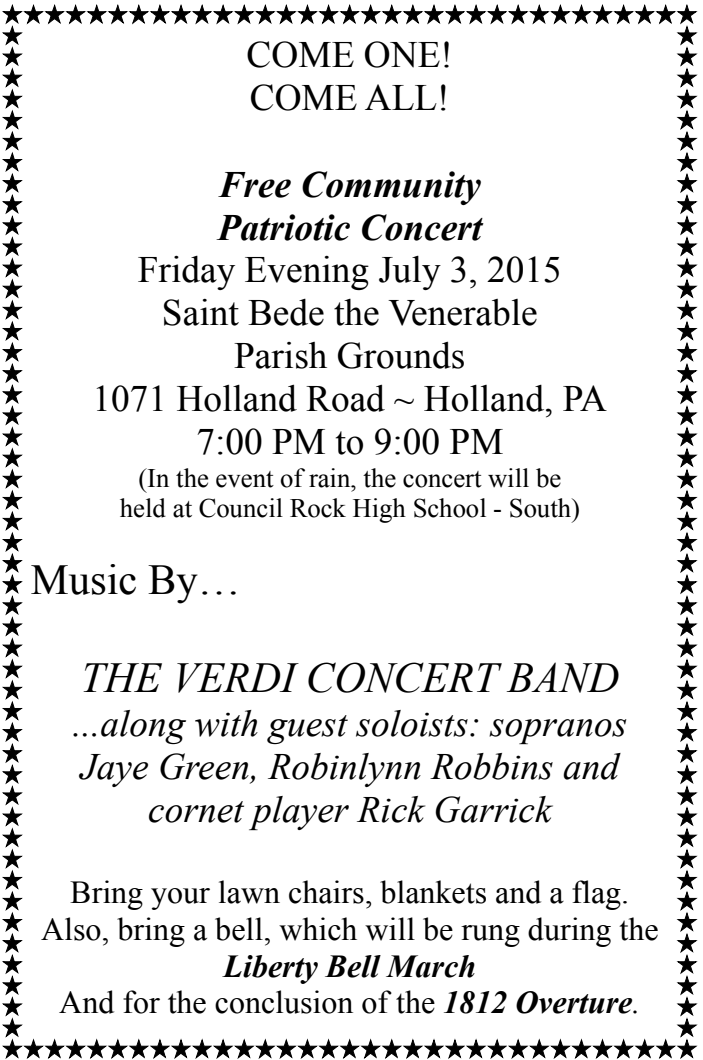 COME ONE!
COME ALL!
Free Community
Patriotic Concert
Friday Evening July 3, 2015
Saint Bede the Venerable
Parish Grounds
1071 Holland Road ~ Holland, PA
7:00 PM to 9:00 PM
(In the event of rain, the concert will be
held at Council Rock High School - South)
Music By…
THE VERDI CONCERT BAND
...along with guest soloists: sopranos
Jaye Green, Robinlynn Robbins and
cornet player Rick Garrick
Bring your lawn chairs, blankets and a flag.
Also, bring a bell, which will be rung during the
Liberty Bell March
And for the conclusion of the 1812 Overture.